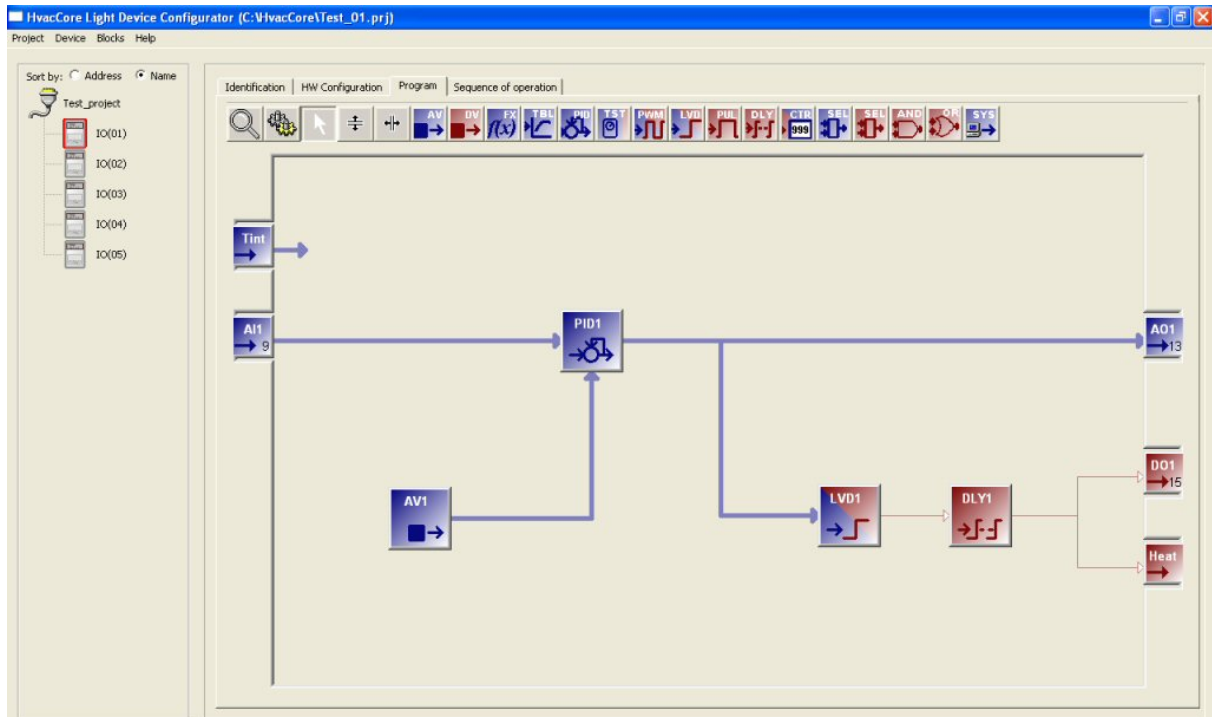 HvacCore Light Device Configurator (C:\HvacCore\Test_01.prj)
Project Device Blocks Help
Sort by: Address Name
Test_project
IO(01)
IO(02)
IO(03)
IO(04)
IO(05)
Identification HW Configuration Program Sequence of operation
AV DV FX TBL PID TST PWM LVD PUL DLY CTR SEL SEL AND OR SYS
f(x) 999
Tint
AI1
9
PID1
AO1
13
AV1
LVD1
DLY1
DO1
15
Heat